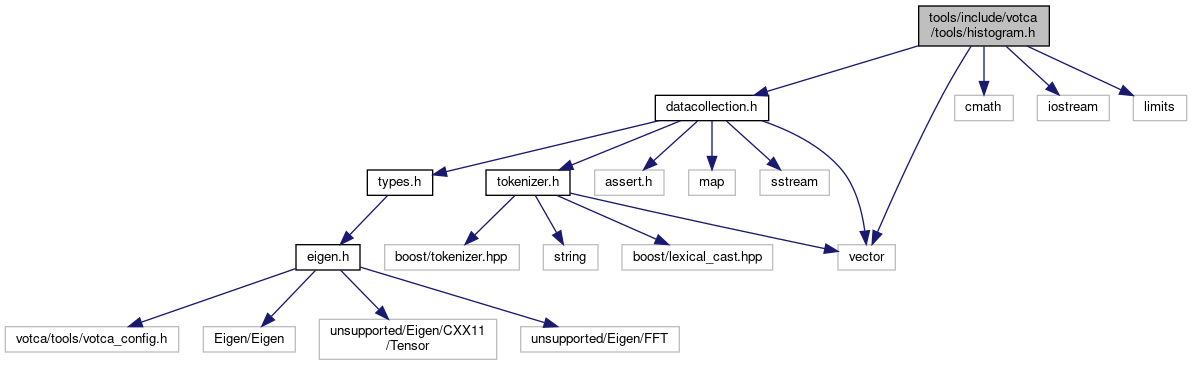 tools/include/votca
/tools/histogram.h
datacollection.h
cmath
iostream
limits
types.h
tokenizer.h
assert.h
map
sstream
eigen.h
boost/tokenizer.hpp
string
boost/lexical_cast.hpp
vector
votca/tools/votca_config.h
Eigen/Eigen
unsupported/Eigen/CXX11
/Tensor
unsupported/Eigen/FFT